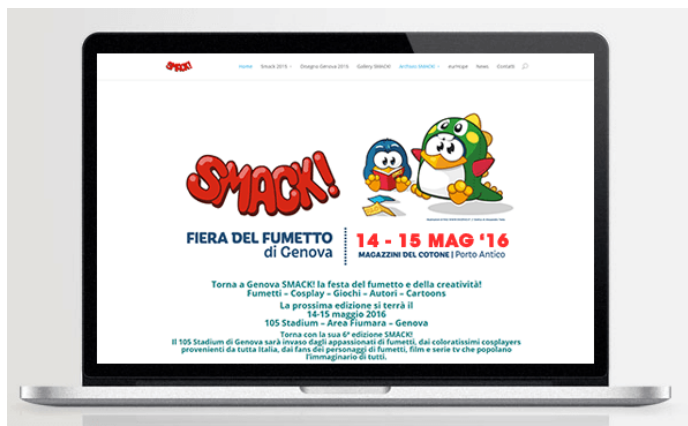 SMACK!
Home Smack 2016 Disegna Genova 2016 Gallery SMACK! Archivio SMACK! News Contatti
SMACK!
FIERA DEL FUMETTO
di Genova
14 - 15 MAG '16
MAGAZZINI DEL COTONE | Porto Antico
Torna a Genova SMACK! la festa del fumetto e della creatività!
Fumetti – Cosplay – Giochi – Autori – Cartoons
La prossima edizione si terrà il
14-15 maggio 2016
105 Stadium – Area Fiumara – Genova
Torna con la sua 6ª edizione SMACK!
Il 105 Stadium di Genova sarà invaso dagli appassionati di fumetti, dai coloratissimi cosplayers
provenienti da tutta Italia, dai fans dei personaggi di fumetti, film e serie tv che popolano
l'immaginario di tutti.